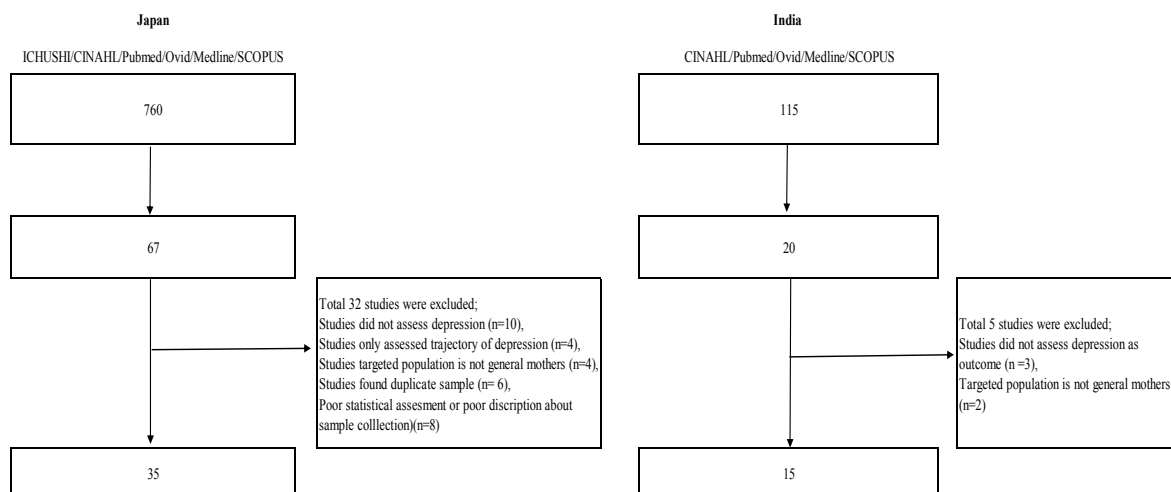 Japan
ICHUSHI/CINAHL/Pubmed/Ovid/Medline/SCOPUS
760
67
Total 32 studies were excluded;
Studies did not assess depression (n=10),
Studies only assessed trajectory of depression (n=4),
Studies targeted population is not general mothers (n=4),
Studies found duplicate sample (n= 6),
Poor statistical assesment or poor discription about
sample colllection)(n=8)
35
India
CINAHL/Pubmed/Ovid/Medline/SCOPUS
115
20
Total 5 studies were excluded;
Studies did not assess depression as
outcome (n =3),
Targeted population is not general mothers
(n=2)
15